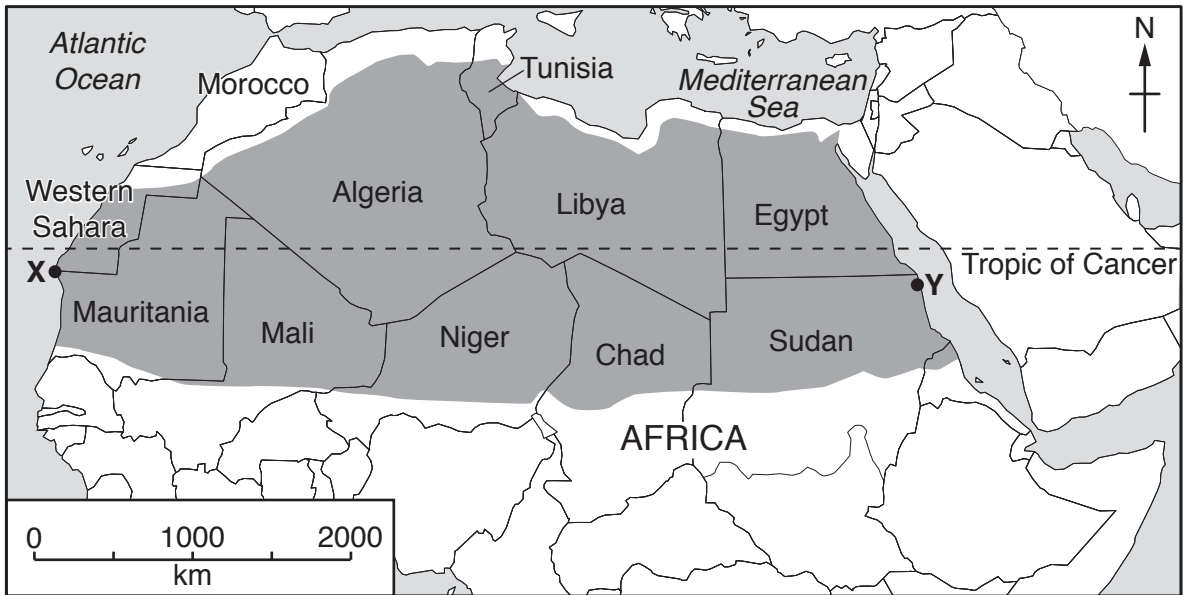 Atlantic
Ocean
N
Morocco
Tunisia
Mediterranean
Sea
Western
Sahara
Algeria
Libya
Egypt
Tropic of Cancer
X
Y
Mauritania
Mali
Niger
Chad
Sudan
AFRICA
0 1000 2000
km